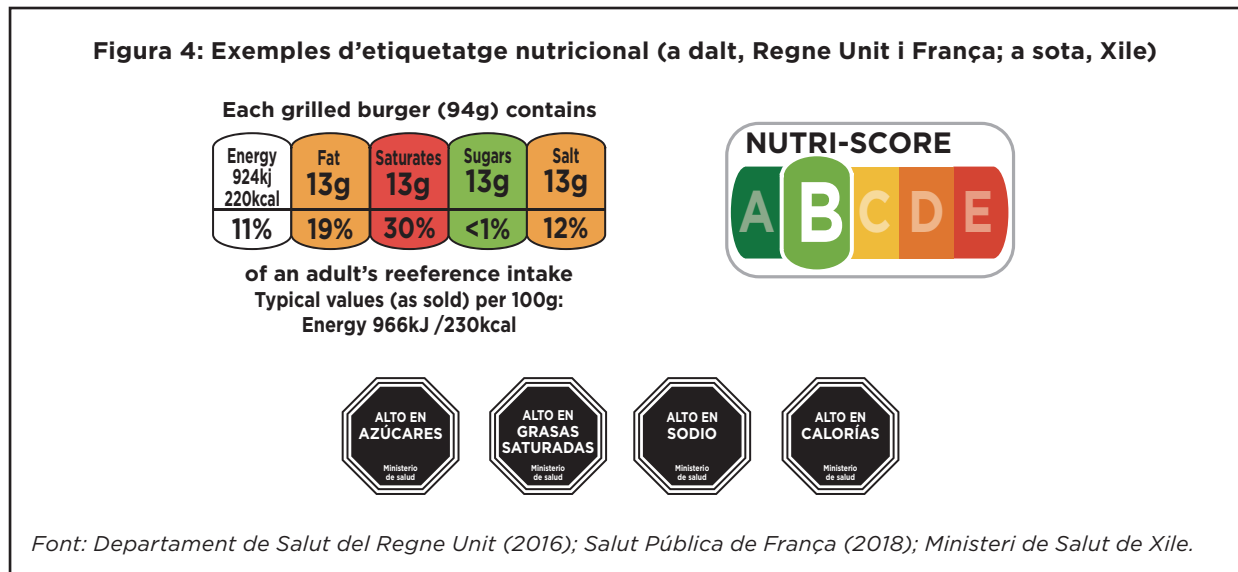 Figura 4: Exemples d'etiquetatge nutricional (a dalt, Regne Unit i França; a sota, Xile)
Each grilled burger (94g) contains
Energy
924kj
220kcal
11%
Fat
13g
19%
Saturates
13g
30%
Sugars
13g
<1%
Salt
13g
12%
of an adult's reeference intake
Typical values (as sold) per 100g:
Energy 966kJ /230kcal
NUTRI-SCORE
A B C D E
ALTO EN
AZÚCARES
Ministerio
de salud
ALTO EN
GRASAS
SATURADAS
Ministerio
de salud
ALTO EN
SODIO
Ministerio
de salud
ALTO EN
CALORÍAS
Ministerio
de salud
Font: Departament de Salut del Regne Unit (2016); Salut Pública de França (2018); Ministeri de Salut de Xile.